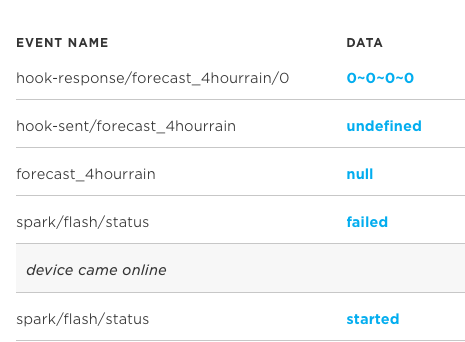 EVENT NAME DATA
hook-response/forecast_4hourrain/0 0~0~0~0
hook-sent/forecast_4hourrain undefined
forecast_4hourrain null
spark/flash/status failed
device came online
spark/flash/status started